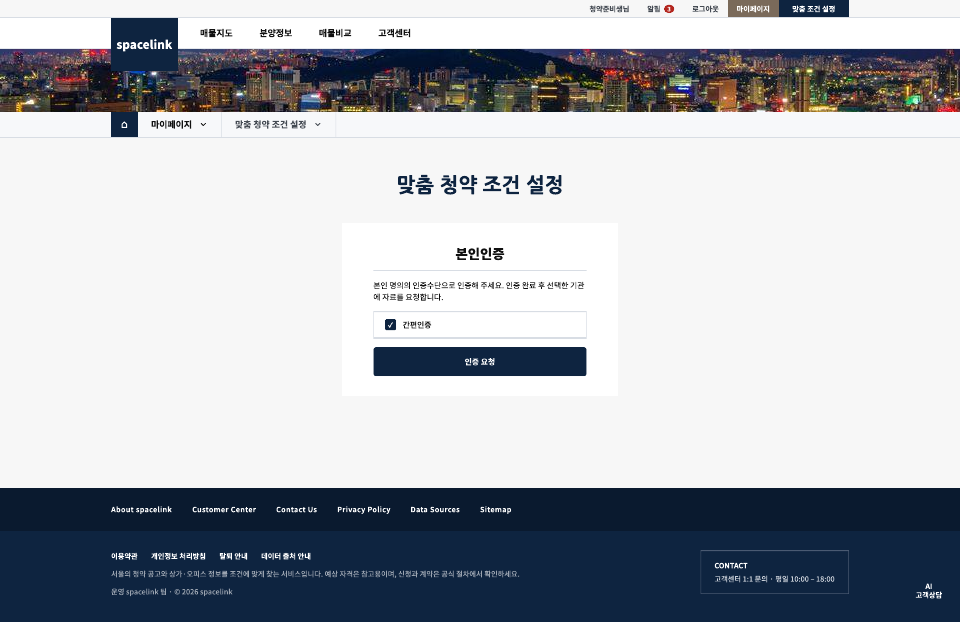 청약준비생님 알림 3 로그아웃 마이페이지 맞춤 조건 설정
spacelink 매물지도 분양정보 매물비교 고객센터
마이페이지 맞춤 청약 조건 설정
맞춤 청약 조건 설정
본인인증
본인 명의의 인증수단으로 인증해 주세요. 인증 완료 후 선택한 기관
에 자료를 요청합니다.
간편인증
인증 요청
About spacelink Customer Center Contact Us Privacy Policy Data Sources Sitemap
이용약관 개인정보 처리방침 탈퇴 안내 데이터 출처 안내
서울의 청약 공고와 상가·오피스 정보를 조건에 맞게 찾는 서비스입니다. 예상 자격은 참고용이며, 신청과 계약은 공식 절차에서 확인하세요.
운영 spacelink 팀 · © 2026 spacelink
CONTACT
고객센터 1:1 문의 · 평일 10:00 – 18:00
AI
고객상담